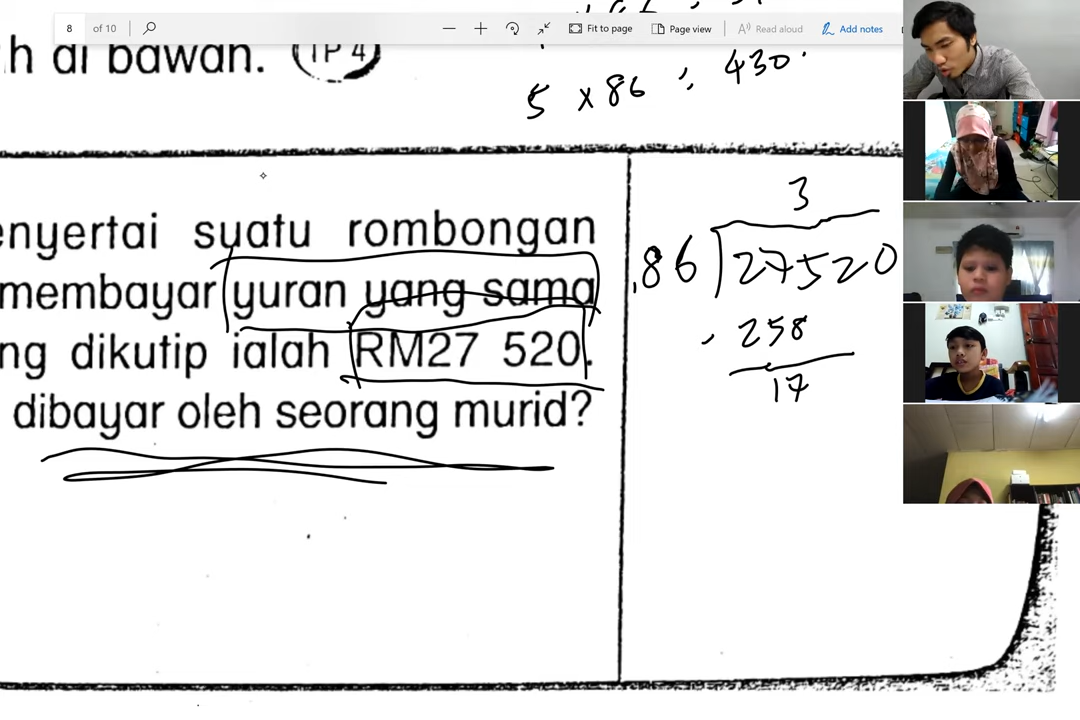 8 of 10 Fit to page Page view Read aloud Add notes
h di bawah. TP 4
5 × 86 : 430
enyertai suatu rombongan
membayar yuran yang sama
ng dikutip ialah RM27 520.
dibayar oleh seorang murid?
3
86 27520
258
17